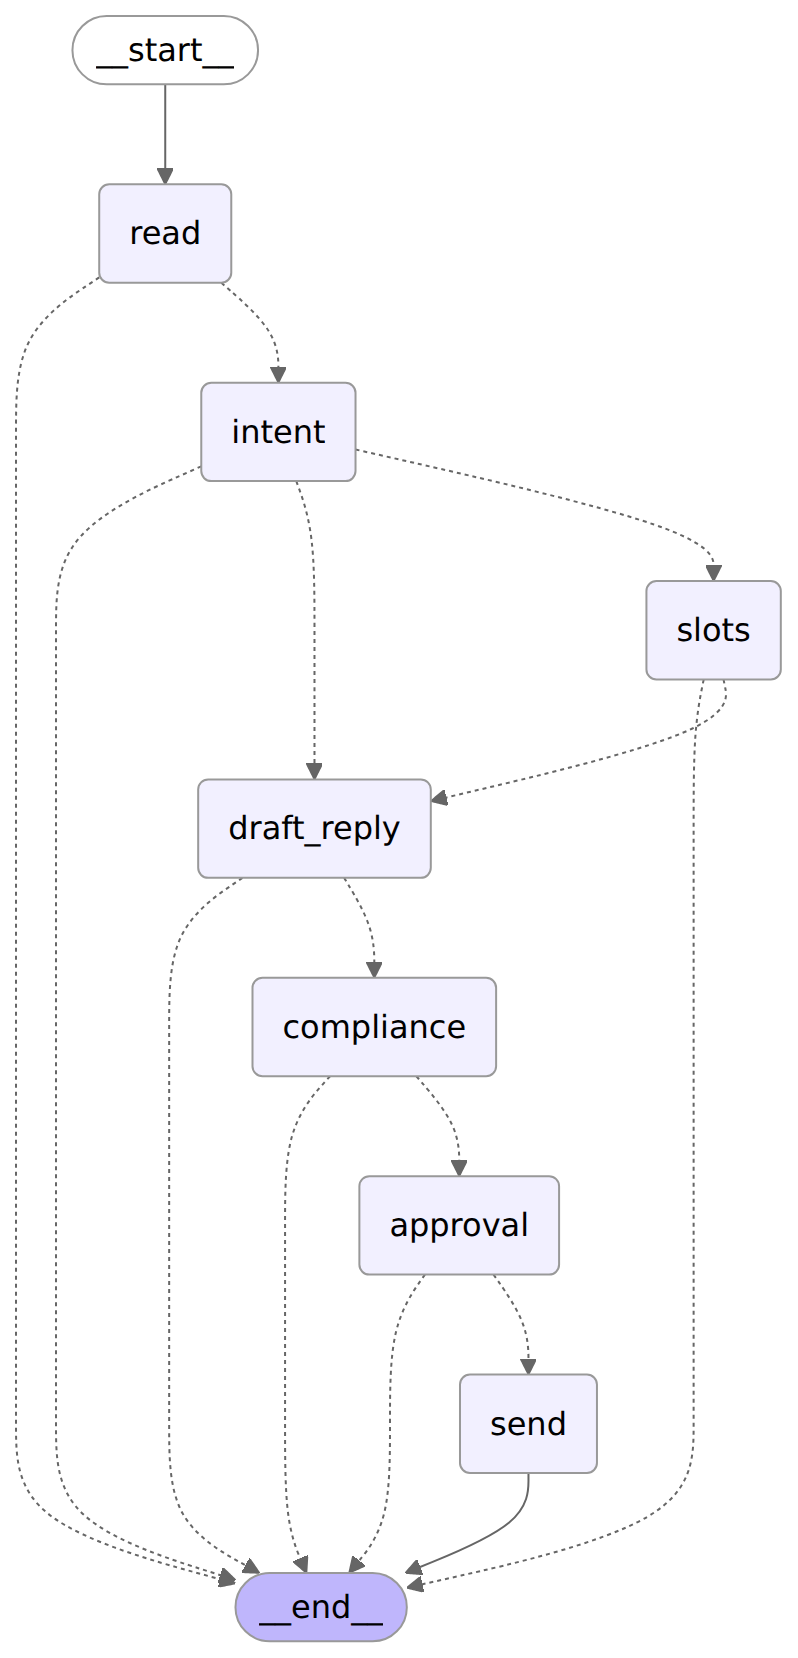 __start__
read
intent
slots
draft_reply
compliance
approval
send
__end__